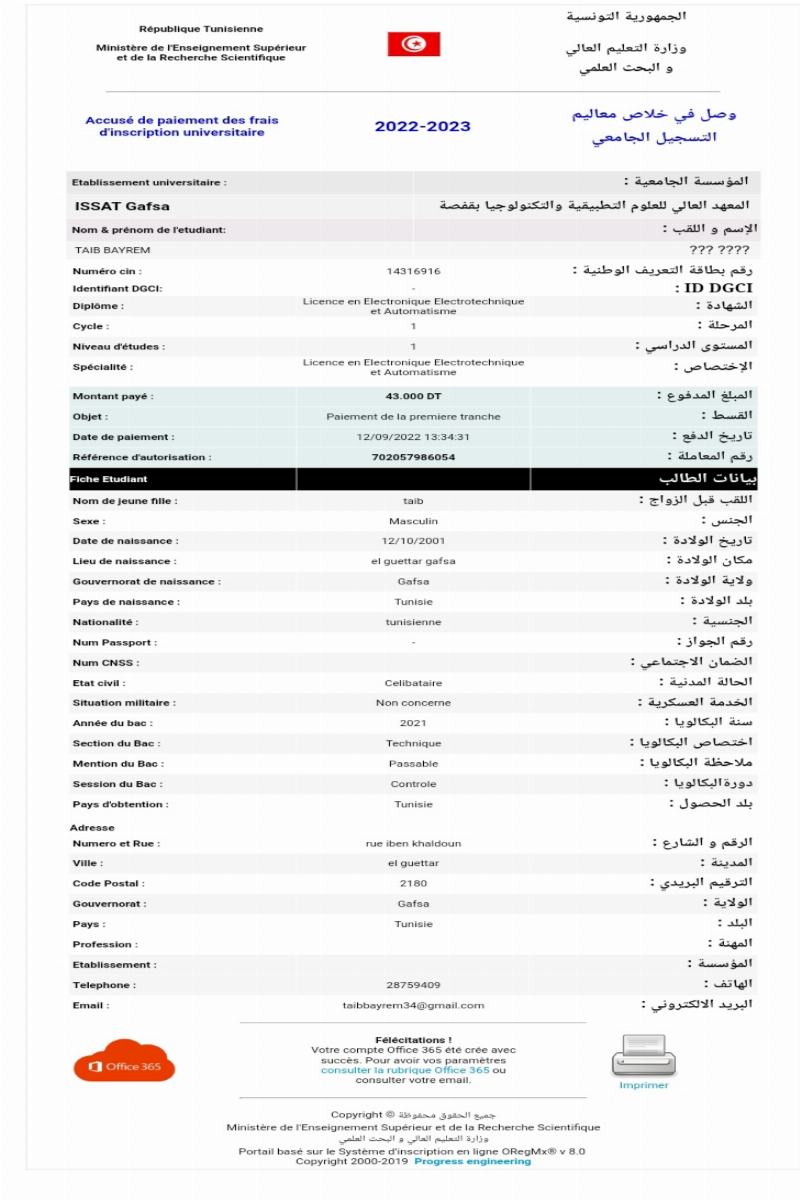 République Tunisienne
الجمهورية التونسية
Ministère de l'Enseignement Supérieur
et de la Recherche Scientifique
وزارة التعليم العالي
و البحث العلمي
Accusé de paiement des frais
d'inscription universitaire
2022-2023
وصل في خلاص معاليم
التسجيل الجامعي
Etablissement universitaire : المؤسسة الجامعية :
ISSAT Gafsa المعهد العالي للعلوم التطبيقية والتكنولوجيا بقفصة
Nom & prénom de l'etudiant: الإسم و اللقب :
TAIB BAYREM ??? ????
Numéro cin : 14316916 رقم بطاقة التعريف الوطنية :
Identifiant DGCI: - ID DGCI :
Diplôme : Licence en Electronique Electrotechnique
et Automatisme الشهادة :
Cycle : 1 المرحلة :
Niveau d'études : 1 المستوى الدراسي :
Spécialité : Licence en Electronique Electrotechnique
et Automatisme الإختصاص :
Montant payé : 43.000 DT المبلغ المدفوع :
Objet : Paiement de la premiere tranche القسط :
Date de paiement : 12/09/2022 13:34:31 تاريخ الدفع :
Référence d'autorisation : 702057986054 رقم المعاملة :
Fiche Etudiant بيانات الطالب
Nom de jeune fille : taib اللقب قبل الزواج :
Sexe : Masculin الجنس :
Date de naissance : 12/10/2001 تاريخ الولادة :
Lieu de naissance : el guettar gafsa مكان الولادة :
Gouvernorat de naissance : Gafsa ولاية الولادة :
Pays de naissance : Tunisie بلد الولادة :
Nationalité : tunisienne الجنسية :
Num Passport : - رقم الجواز :
Num CNSS : الضمان الاجتماعي :
Etat civil : Celibataire الحالة المدنية :
Situation militaire : Non concerne الخدمة العسكرية :
Année du bac : 2021 سنة البكالويا :
Section du Bac : Technique اختصاص البكالويا :
Mention du Bac : Passable ملاحظة البكالويا :
Session du Bac : Controle دورةالبكالويا :
Pays d'obtention : Tunisie بلد الحصول :
Adresse
Numero et Rue : rue iben khaldoun الرقم و الشارع :
Ville : el guettar المدينة :
Code Postal : 2180 الترقيم البريدي :
Gouvernorat : Gafsa الولاية :
Pays : Tunisie البلد :
Profession : المهنة :
Etablissement : المؤسسة :
Telephone : 28759409 الهاتف :
Email : taibbayrem34@gmail.com البريد الالكتروني :
Office 365
Félécitations !
Votre compte Office 365 été crée avec
succès. Pour avoir vos parametres
consulter la rubrique Office 365 ou
consulter votre email.
Imprimer
Copyright © جميع الحقوق محفوظة
Ministère de l'Enseignement Supérieur et de la Recherche Scientifique
وزارة التعليم العالي و البحث العلمي
Portail basé sur le Système d'inscription en ligne ORegMx® v 8.0
Copyright 2000-2019 Progress engineering